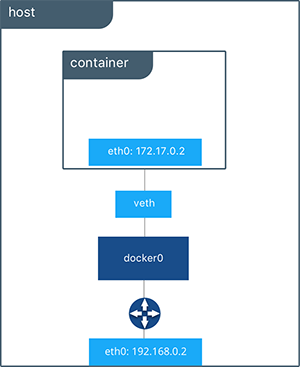 host
container
eth0: 172.17.0.2
veth
docker0
eth0: 192.168.0.2